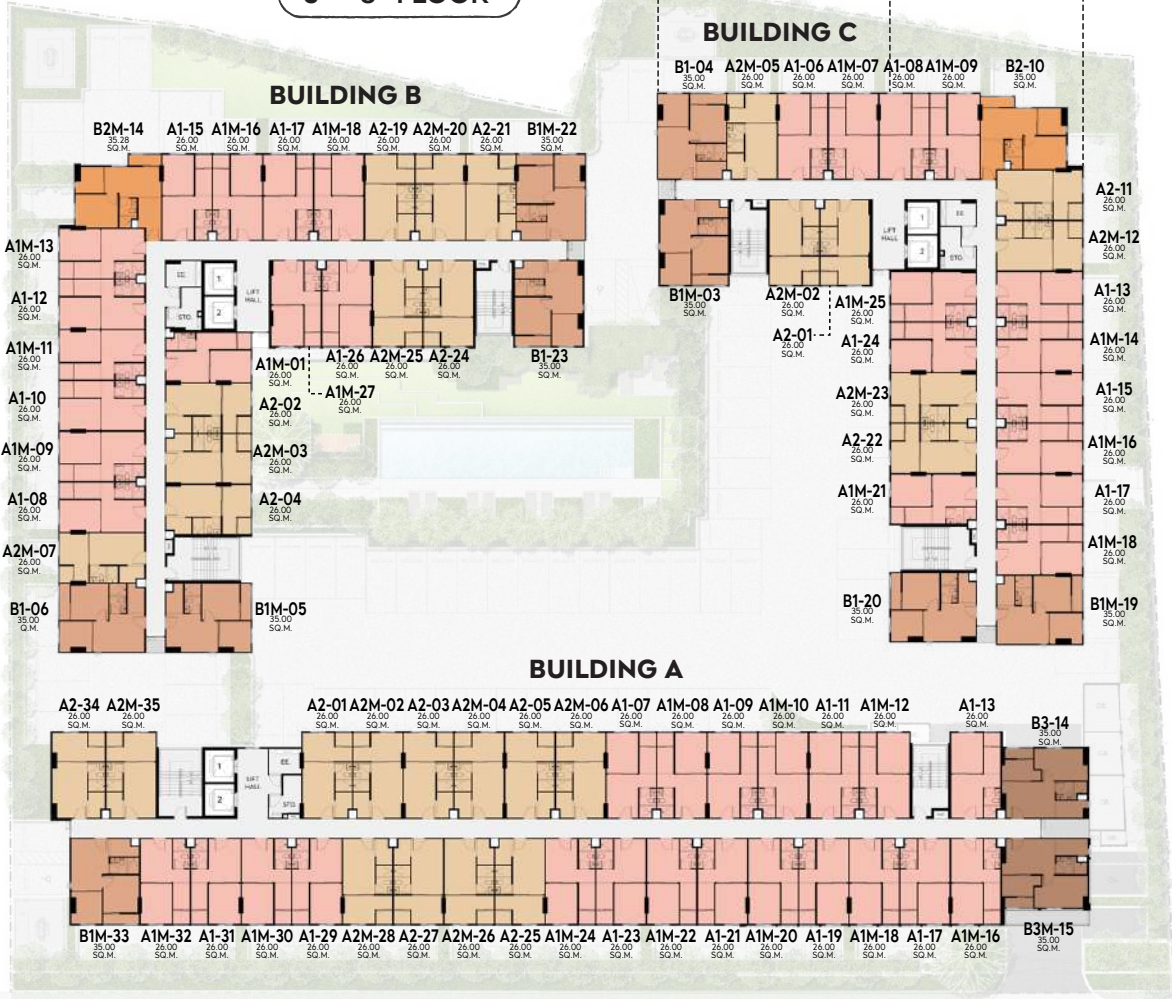 BUILDING C
B1-04
35.00
SQ.M.
A2M-05
26.00
SQ.M.
A1-06
26.00
SQ.M.
A1M-07
26.00
SQ.M.
A1-08
26.00
SQ.M.
A1M-09
26.00
SQ.M.
B2-10
35.00
SQ.M.
A2-11
26.00
SQ.M.
A2M-12
26.00
SQ.M.
LIFT
HALL
1
2
EE.
STO.
B1M-03
35.00
SQ.M.
A2M-02
26.00
SQ.M.
A2-01
26.00
SQ.M.
A1M-25
26.00
SQ.M.
A1-24
26.00
SQ.M.
A2M-23
26.00
SQ.M.
A2-22
26.00
SQ.M.
A1M-21
26.00
SQ.M.
B1-20
35.00
SQ.M.
A1-13
26.00
SQ.M.
A1M-14
26.00
SQ.M.
A1-15
26.00
SQ.M.
A1M-16
26.00
SQ.M.
A1-17
26.00
SQ.M.
A1M-18
26.00
SQ.M.
B1M-19
35.00
SQ.M.
BUILDING B
B2M-14
35.28
SQ.M.
A1-15
26.00
SQ.M.
A1M-16
26.00
SQ.M.
A1-17
26.00
SQ.M.
A1M-18
26.00
SQ.M.
A2-19
26.00
SQ.M.
A2M-20
26.00
SQ.M.
A2-21
26.00
SQ.M.
B1M-22
35.00
SQ.M.
A1M-13
26.00
SQ.M.
A1-12
26.00
SQ.M.
A1M-11
26.00
SQ.M.
A1-10
26.00
SQ.M.
A1M-09
26.00
SQ.M.
A1-08
26.00
SQ.M.
A2M-07
26.00
SQ.M.
B1-06
35.00
Q.M.
EE.
STO.
2
LIFT
HALL
A1M-01
26.00
SQ.M.
A1-26
26.00
SQ.M.
A2M-25
26.00
SQ.M.
A2-24
26.00
SQ.M.
B1-23
35.00
SQ.M.
A1M-27
26.00
SQ.M.
A2-02
26.00
SQ.M.
A2M-03
26.00
SQ.M.
A2-04
26.00
SQ.M.
B1M-05
35.00
SQ.M.
BUILDING A
A2-34
26.00
SQ.M.
A2M-35
26.00
SQ.M.
A2-01
26.00
SQ.M.
A2M-02
26.00
SQ.M.
A2-03
26.00
SQ.M.
A2M-04
26.00
SQ.M.
A2-05
26.00
SQ.M.
A2M-06
26.00
SQ.M.
A1-07
26.00
SQ.M.
A1M-08
26.00
SQ.M.
A1-09
26.00
SQ.M.
A1M-10
26.00
SQ.M.
A1-11
26.00
SQ.M.
A1M-12
26.00
SQ.M.
A1-13
26.00
SQ.M.
B3-14
35.00
SQ.M.
1
2
LIFT
HALL
EE.
STO.
B1M-33
35.00
SQ.M.
A1M-32
26.00
SQ.M.
A1-31
26.00
SQ.M.
A1M-30
26.00
SQ.M.
A1-29
26.00
SQ.M.
A2M-28
26.00
SQ.M.
A2-27
26.00
SQ.M.
A2M-26
26.00
SQ.M.
A2-25
26.00
SQ.M.
A1M-24
26.00
SQ.M.
A1-23
26.00
SQ.M.
A1M-22
26.00
SQ.M.
A1-21
26.00
SQ.M.
A1M-20
26.00
SQ.M.
A1-19
26.00
SQ.M.
A1M-18
26.00
SQ.M.
A1-17
26.00
SQ.M.
A1M-16
26.00
SQ.M.
B3M-15
35.00
SQ.M.